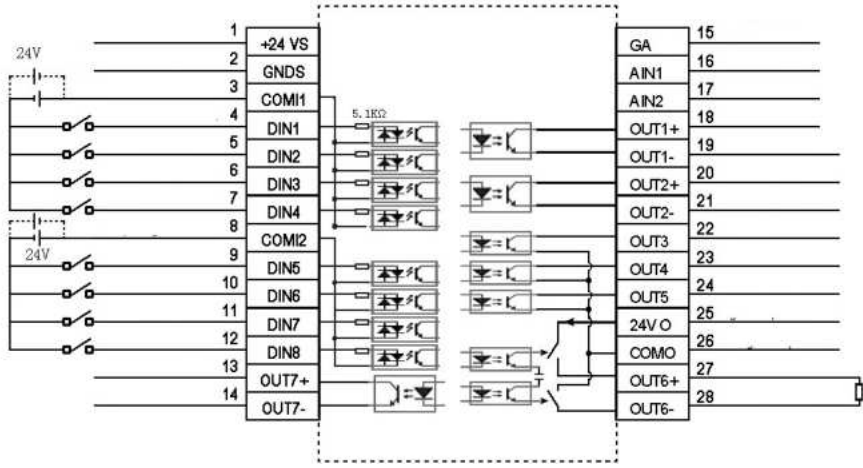 1 +24 VS
2 GNDS
24V
3 COMI1
4 DIN1
5.1KΩ
5 DIN2
6 DIN3
7 DIN4
8 COMI2
24V
9 DIN5
10 DIN6
11 DIN7
12 DIN8
13 OUT7+
14 OUT7-
GA 15
AIN1 16
AIN2 17
OUT1+ 18
OUT1- 19
OUT2+ 20
OUT2- 21
OUT3 22
OUT4 23
OUT5 24
24V O 25
COMO 26
OUT6+ 27
OUT6- 28